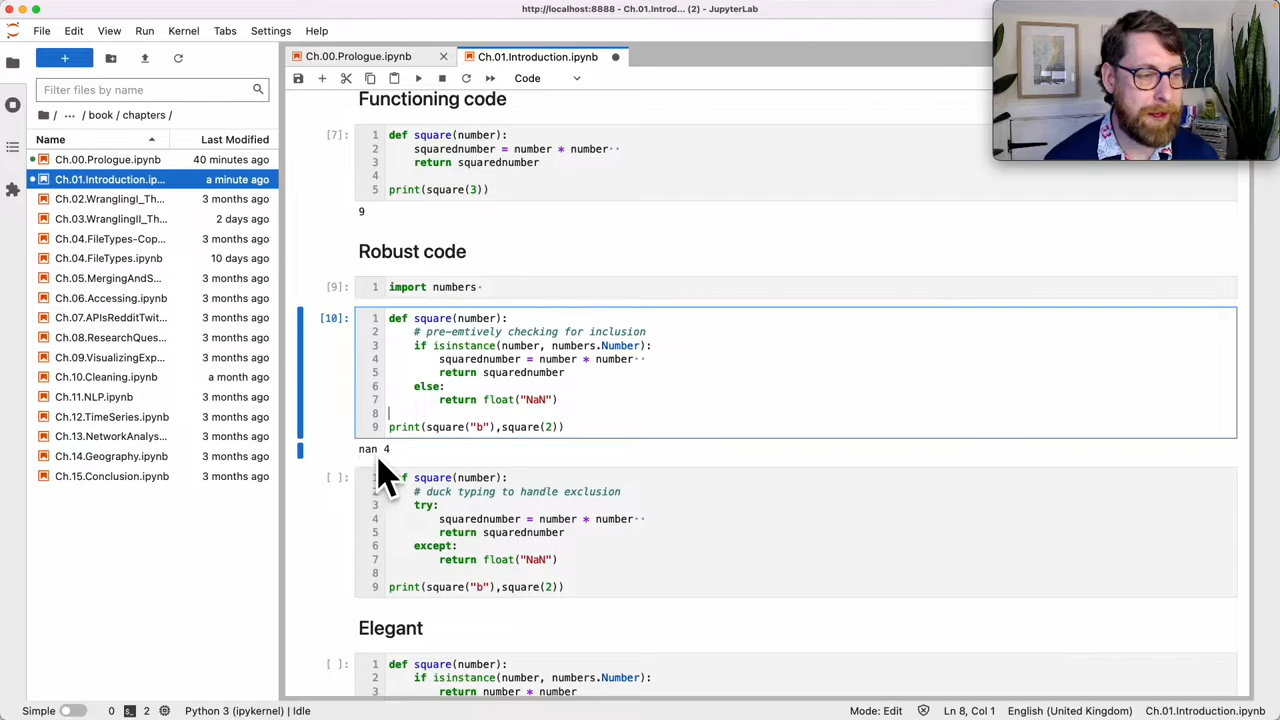 http://localhost:8888 - Ch.01.Introd... (2) - JupyterLab
File Edit View Run Kernel Tabs Settings Help
Ch.00.Prologue.ipynb
Ch.01.Introduction.ipynb
Filter files by name
Code
/ ... / book / chapters /
Name Last Modified
Ch.00.Prologue.ipynb 40 minutes ago
Ch.01.Introduction.ip... a minute ago
Ch.02.WranglingI_Th... 3 months ago
Ch.03.WranglingII_Th... 2 days ago
Ch.04.FileTypes-Cop... 3 months ago
Ch.04.FileTypes.ipynb 10 days ago
Ch.05.MergingAndS... 3 months ago
Ch.06.Accessing.ipynb 3 months ago
Ch.07.APIsRedditTwit... 3 months ago
Ch.08.ResearchQues... 3 months ago
Ch.09.VisualizingExp... 3 months ago
Ch.10.Cleaning.ipynb a month ago
Ch.11.NLP.ipynb 3 months ago
Ch.12.TimeSeries.ipynb 3 months ago
Ch.13.NetworkAnalys... 3 months ago
Ch.14.Geography.ipynb 3 months ago
Ch.15.Conclusion.ipynb 3 months ago
Functioning code
[7]: 1 def square(number):
2 squarednumber = number * number··
3 return squarednumber
4
5 print(square(3))
9
Robust code
[9]: 1 import numbers·
[10]: 1 def square(number):
2 # pre-emtively checking for inclusion
3 if isinstance(number, numbers.Number):
4 squarednumber = number * number··
5 return squarednumber
6 else:
7 return float("NaN")
8
9 print(square("b"),square(2))
nan 4
[ ]: square(number):
# duck typing to handle exclusion
3 try:
4 squarednumber = number * number··
5 return squarednumber
6 except:
7 return float("NaN")
8
9 print(square("b"),square(2))
Elegant
[ ]: 1 def square(number):
2 if isinstance(number, numbers.Number):
3 return number * number
Simple 0 2 Python 3 (ipykernel) | Idle Mode: Edit Ln 8, Col 1 English (United Kingdom) Ch.01.Introduction.ipynb